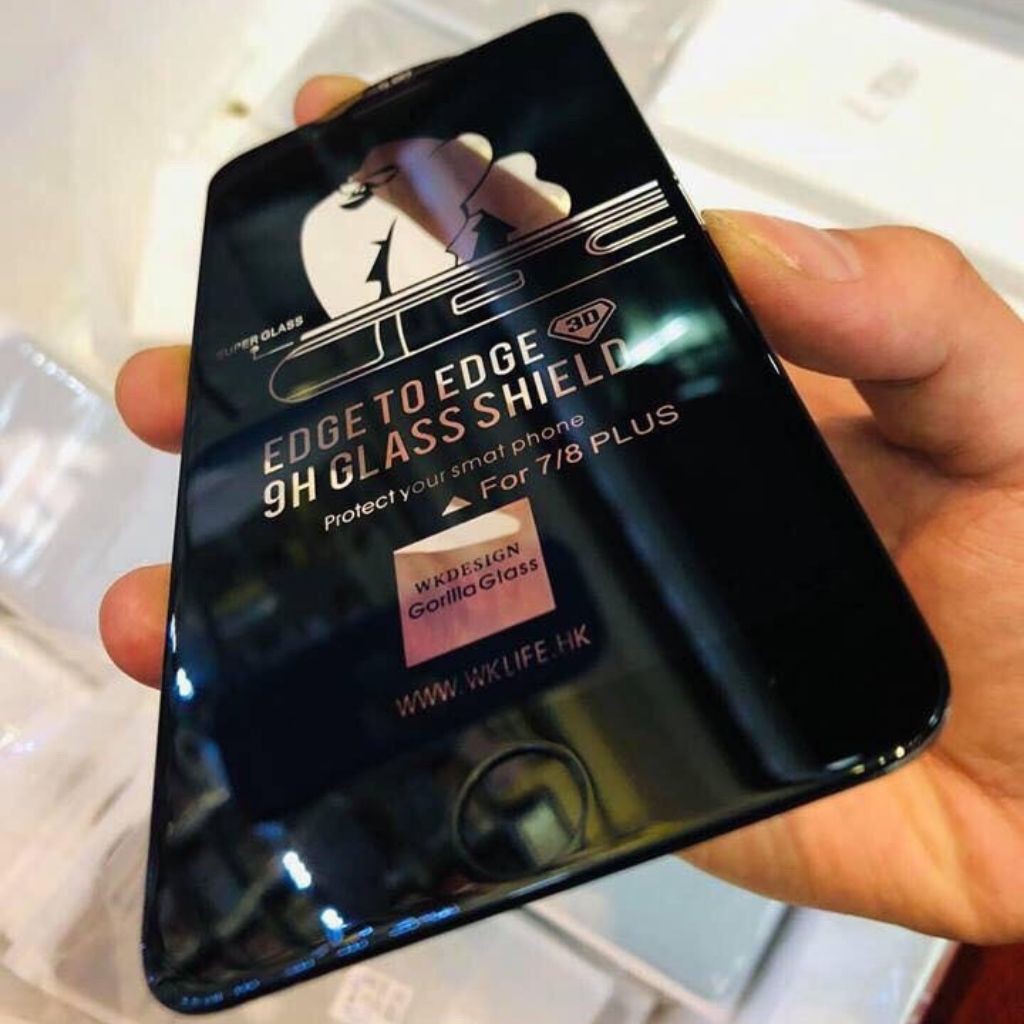 SUPER GLASS
3D
EDGE TO EDGE
9H GLASS SHIELD
Protect your smat phone
For 7/8 PLUS
WKDESIGN
Gorilla Glass
WWW.WKLIFE.HK